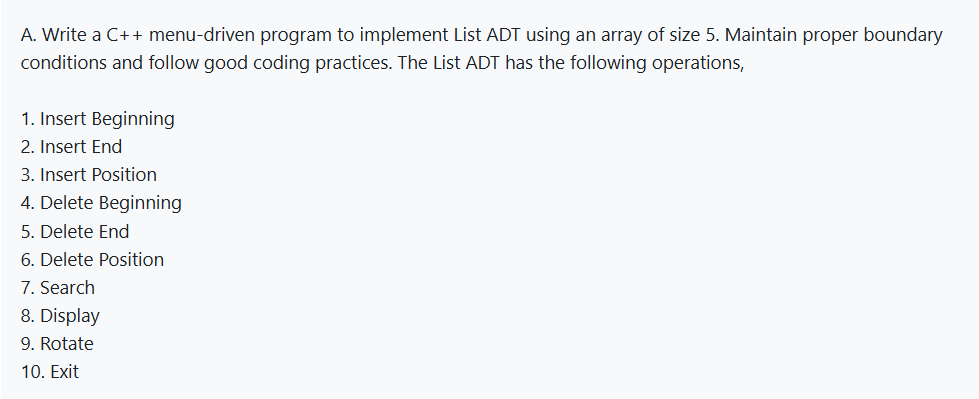 A. Write a C++ menu-driven program to implement List ADT using an array of size 5. Maintain proper boundary
conditions and follow good coding practices. The List ADT has the following operations,
1. Insert Beginning
2. Insert End
3. Insert Position
4. Delete Beginning
5. Delete End
6. Delete Position
7. Search
8. Display
9. Rotate
10. Exit